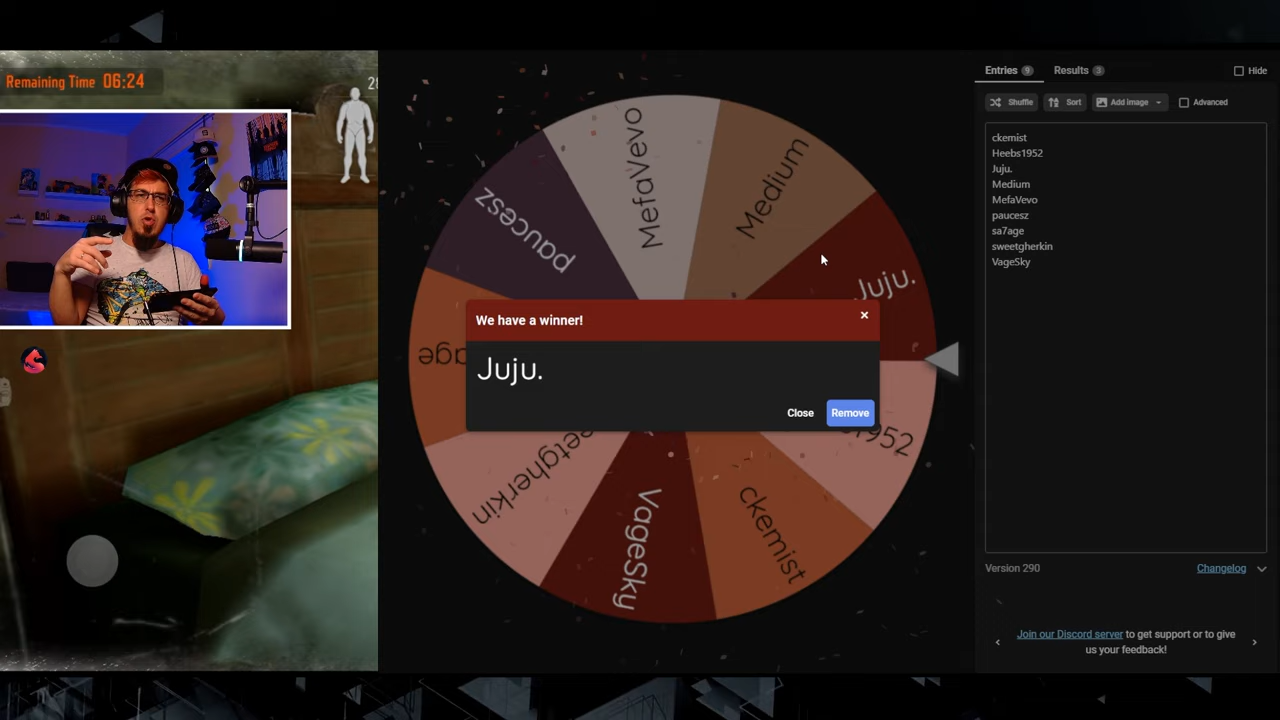 Remaining Time 06:24
Entries 9
Results 3
Hide
Shuffle
Sort
Add image
Advanced
ckemist
Heebs1952
Juju.
Medium
MefaVevo
paucesz
sa7age
sweetgherkin
VageSky
MefaVevo
Medium
paucesz
Juju.
We have a winner!
Juju.
Close
Remove
VageSky
ckemist
Version 290
Changelog
Join our Discord server to get support or to give
us your feedback!